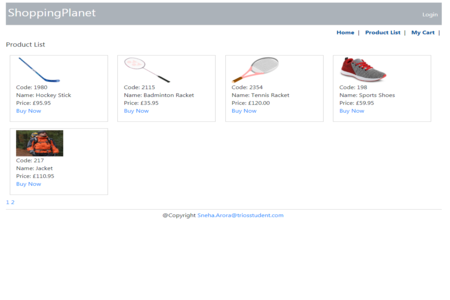 ShoppingPlanet
Login
Home | Product List | My Cart |
Product List
Code: 1980
Name: Hockey Stick
Price: £95.95
Buy Now
Code: 2115
Name: Badminton Racket
Price: £35.95
Buy Now
Code: 2354
Name: Tennis Racket
Price: £120.00
Buy Now
Code: 198
Name: Sports Shoes
Price: £59.95
Buy Now
Code: 217
Name: Jacket
Price: £110.95
Buy Now
1 2
@Copyright Sneha.Arora@triosstudent.com